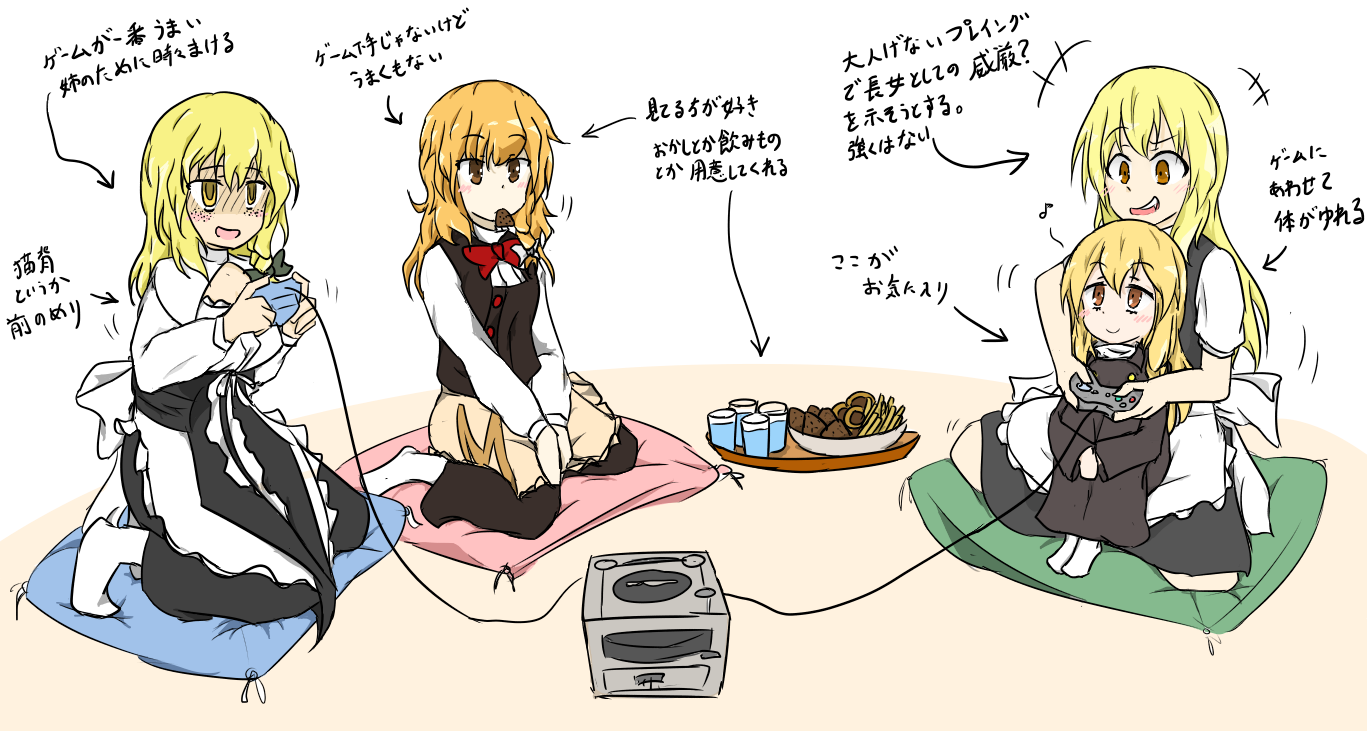 ゲームが一番うまい
姉のために時々まける
猫背
というか
前のめり
ゲーム下手じゃないけど
うまくもない
見てる方が好き
おかしとか飲みもの
とか用意してくれる
大人げないプレイング
で長女としての威厳?
を示そうとする。
強くはない
ここが
お気に入り
♪
ゲームに
あわせて
体がゆれる